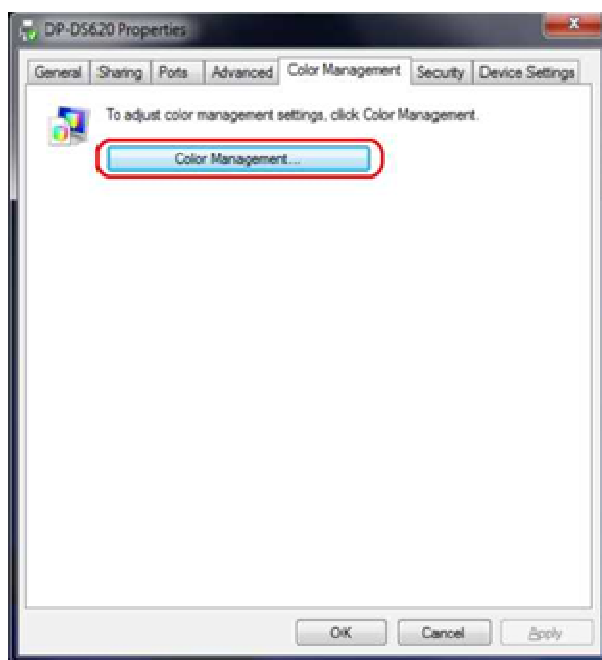 DP-DS620 Properties
General Sharing Ports Advanced Color Management Security Device Settings
To adjust color management settings, click Color Management.
Color Management...
OK Cancel Apply